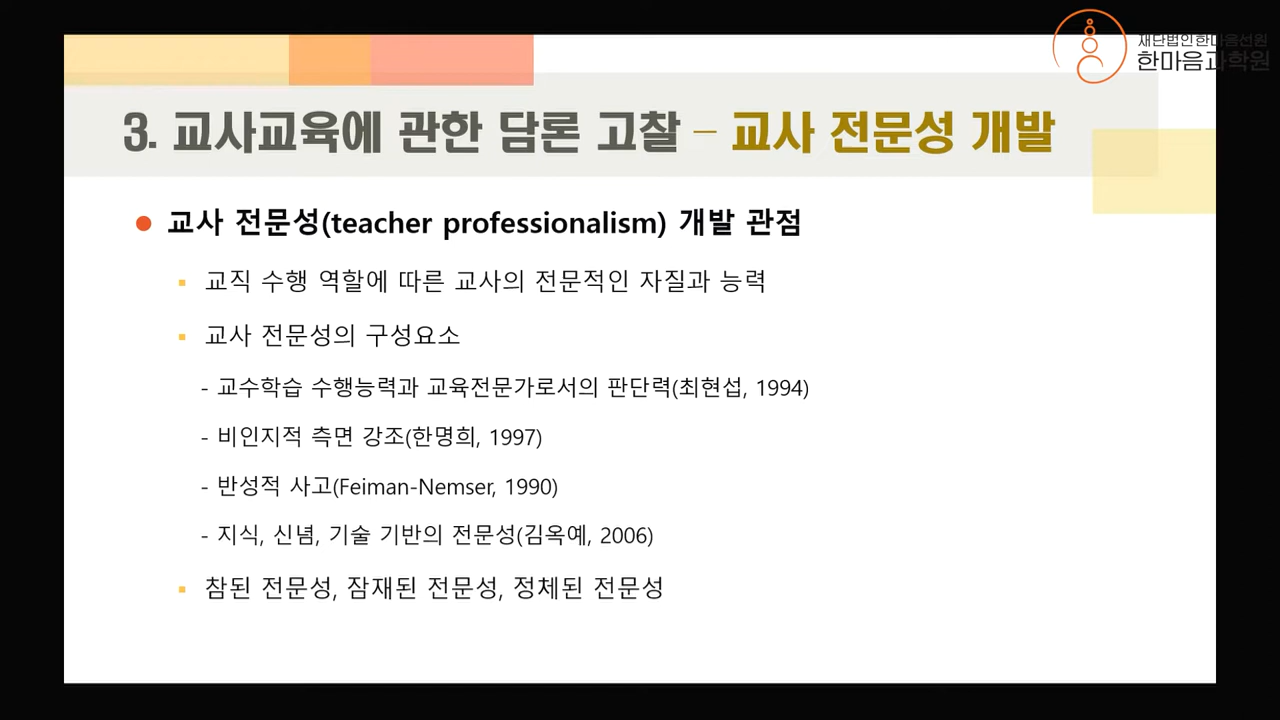 재단법인한마음선원
한마음과학원
3. 교사교육에 관한 담론 고찰 – 교사 전문성 개발
● 교사 전문성(teacher professionalism) 개발 관점
▪ 교직 수행 역할에 따른 교사의 전문적인 자질과 능력
▪ 교사 전문성의 구성요소
- 교수학습 수행능력과 교육전문가로서의 판단력(최현섭, 1994)
- 비인지적 측면 강조(한명희, 1997)
- 반성적 사고(Feiman-Nemser, 1990)
- 지식, 신념, 기술 기반의 전문성(김옥예, 2006)
▪ 참된 전문성, 잠재된 전문성, 정체된 전문성